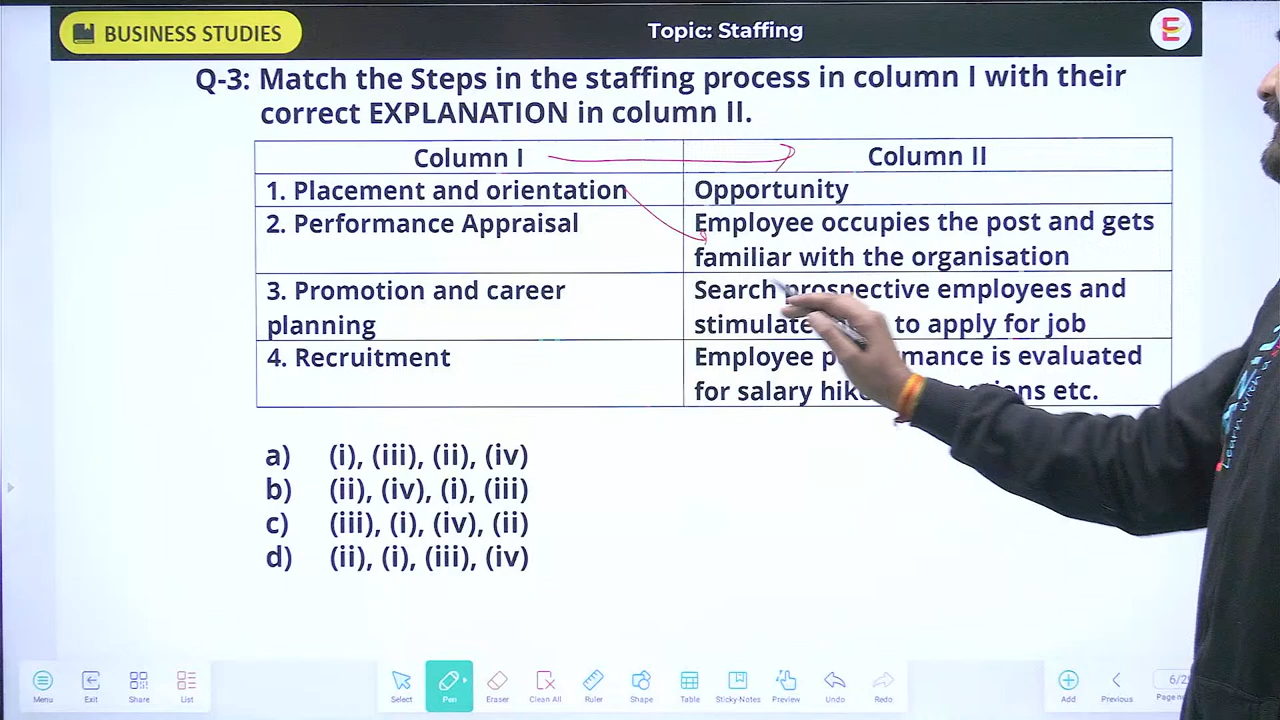 BUSINESS STUDIES
Topic: Staffing
E
Q-3: Match the Steps in the staffing process in column I with their
correct EXPLANATION in column II.
Column I
Column II
1. Placement and orientation
Opportunity
2. Performance Appraisal
Employee occupies the post and gets
familiar with the organisation
3. Promotion and career
planning
Search prospective employees and
stimulate to apply for job
4. Recruitment
Employee is evaluated
for salary etc.
a) (i), (iii), (ii), (iv)
b) (ii), (iv), (i), (iii)
c) (iii), (i), (iv), (ii)
d) (ii), (i), (iii), (iv)
Menu
Exit
Share
List
Select
Pen
Eraser
Clean All
Ruler
Shape
Table
Sticky-Notes
Preview
Undo
Redo
Add
Previous
Learn With a